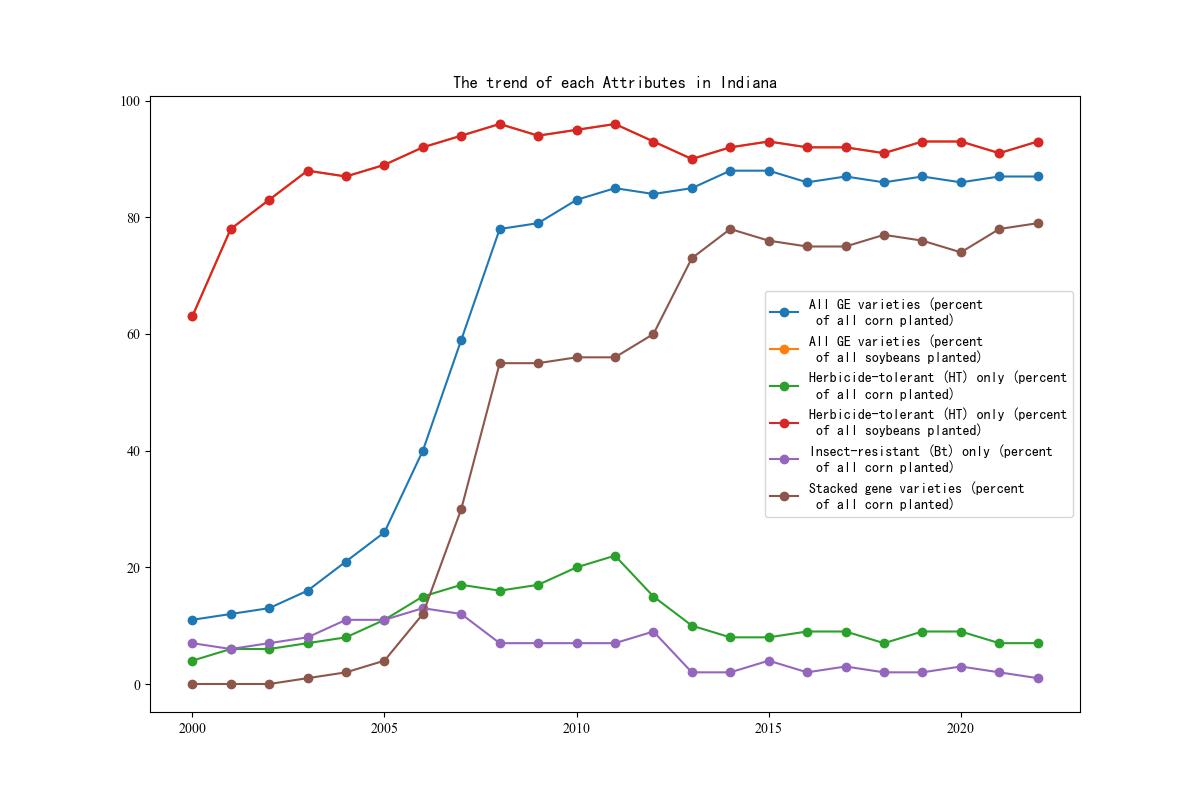 The trend of each Attributes in Indiana
100
80
60
40
20
0
All GE varieties (percent
of all corn planted)
All GE varieties (percent
of all soybeans planted)
Herbicide-tolerant (HT) only (percent
of all corn planted)
Herbicide-tolerant (HT) only (percent
of all soybeans planted)
Insect-resistant (Bt) only (percent
of all corn planted)
Stacked gene varieties (percent
of all corn planted)
2000 2005 2010 2015 2020